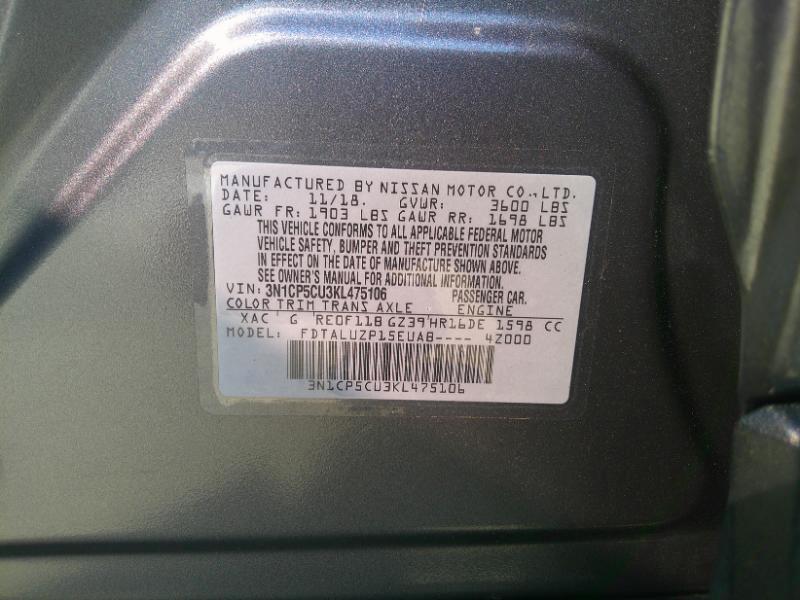 MANUFACTURED BY NISSAN MOTOR CO., LTD.
DATE: 11/18. GVWR: 3600 LBS
GAWR FR: 1903 LBS GAWR RR: 1698 LBS
THIS VEHICLE CONFORMS TO ALL APPLICABLE FEDERAL MOTOR
VEHICLE SAFETY, BUMPER AND THEFT PREVENTION STANDARDS
IN EFFECT ON THE DATE OF MANUFACTURE SHOWN ABOVE.
SEE OWNER'S MANUAL FOR ADDITIONAL INFORMATION.
VIN: 3N1CP5CU3KL475106 PASSENGER CAR.
COLOR TRIM TRANS AXLE ENGINE
XAC G RE0F11B GZ39 HR16DE 1598 CC
MODEL: FDTALUZP15EUAB---- 4Z000
3N1CP5CU3KL475106